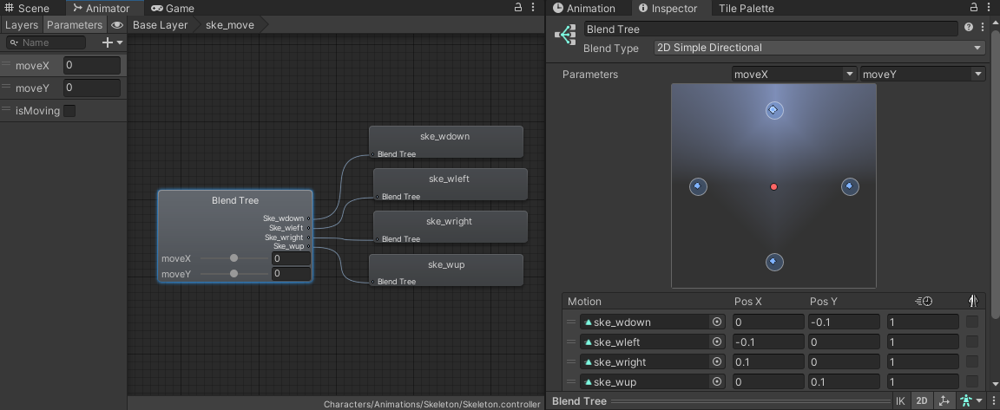 Scene Animator Game
Layers Parameters Base Layer ske_move
Name
moveX 0
moveY 0
isMoving
ske_wdown
Blend Tree
ske_wleft
Blend Tree
ske_wright
Blend Tree
ske_wup
Blend Tree
Blend Tree
Ske_wdown
Ske_wleft
Ske_wright
Ske_wup
moveX 0
moveY 0
Characters/Animations/Skeleton/Skeleton.controller
Animation Inspector Tile Palette
Blend Tree
Blend Type 2D Simple Directional
Parameters moveX moveY
Motion Pos X Pos Y
ske_wdown 0 -0.1 1
ske_wleft -0.1 0 1
ske_wright 0.1 0 1
ske_wup 0 0.1 1
Blend Tree IK 2D